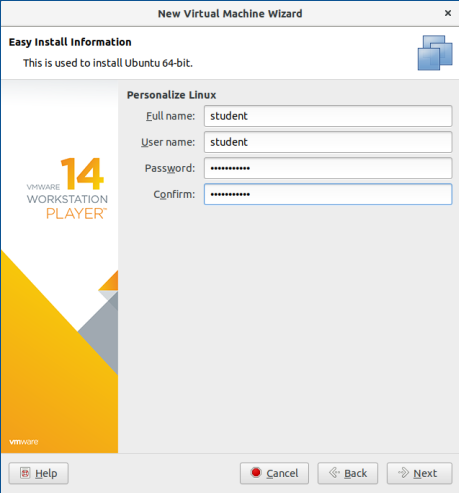 New Virtual Machine Wizard ×
Easy Install Information
This is used to install Ubuntu 64-bit.
Personalize Linux
Full name: student
User name: student
Password: •••••••••••
Confirm: •••••••••••
VMWARE 14
WORKSTATION
PLAYER™
vmware
Help Cancel Back Next